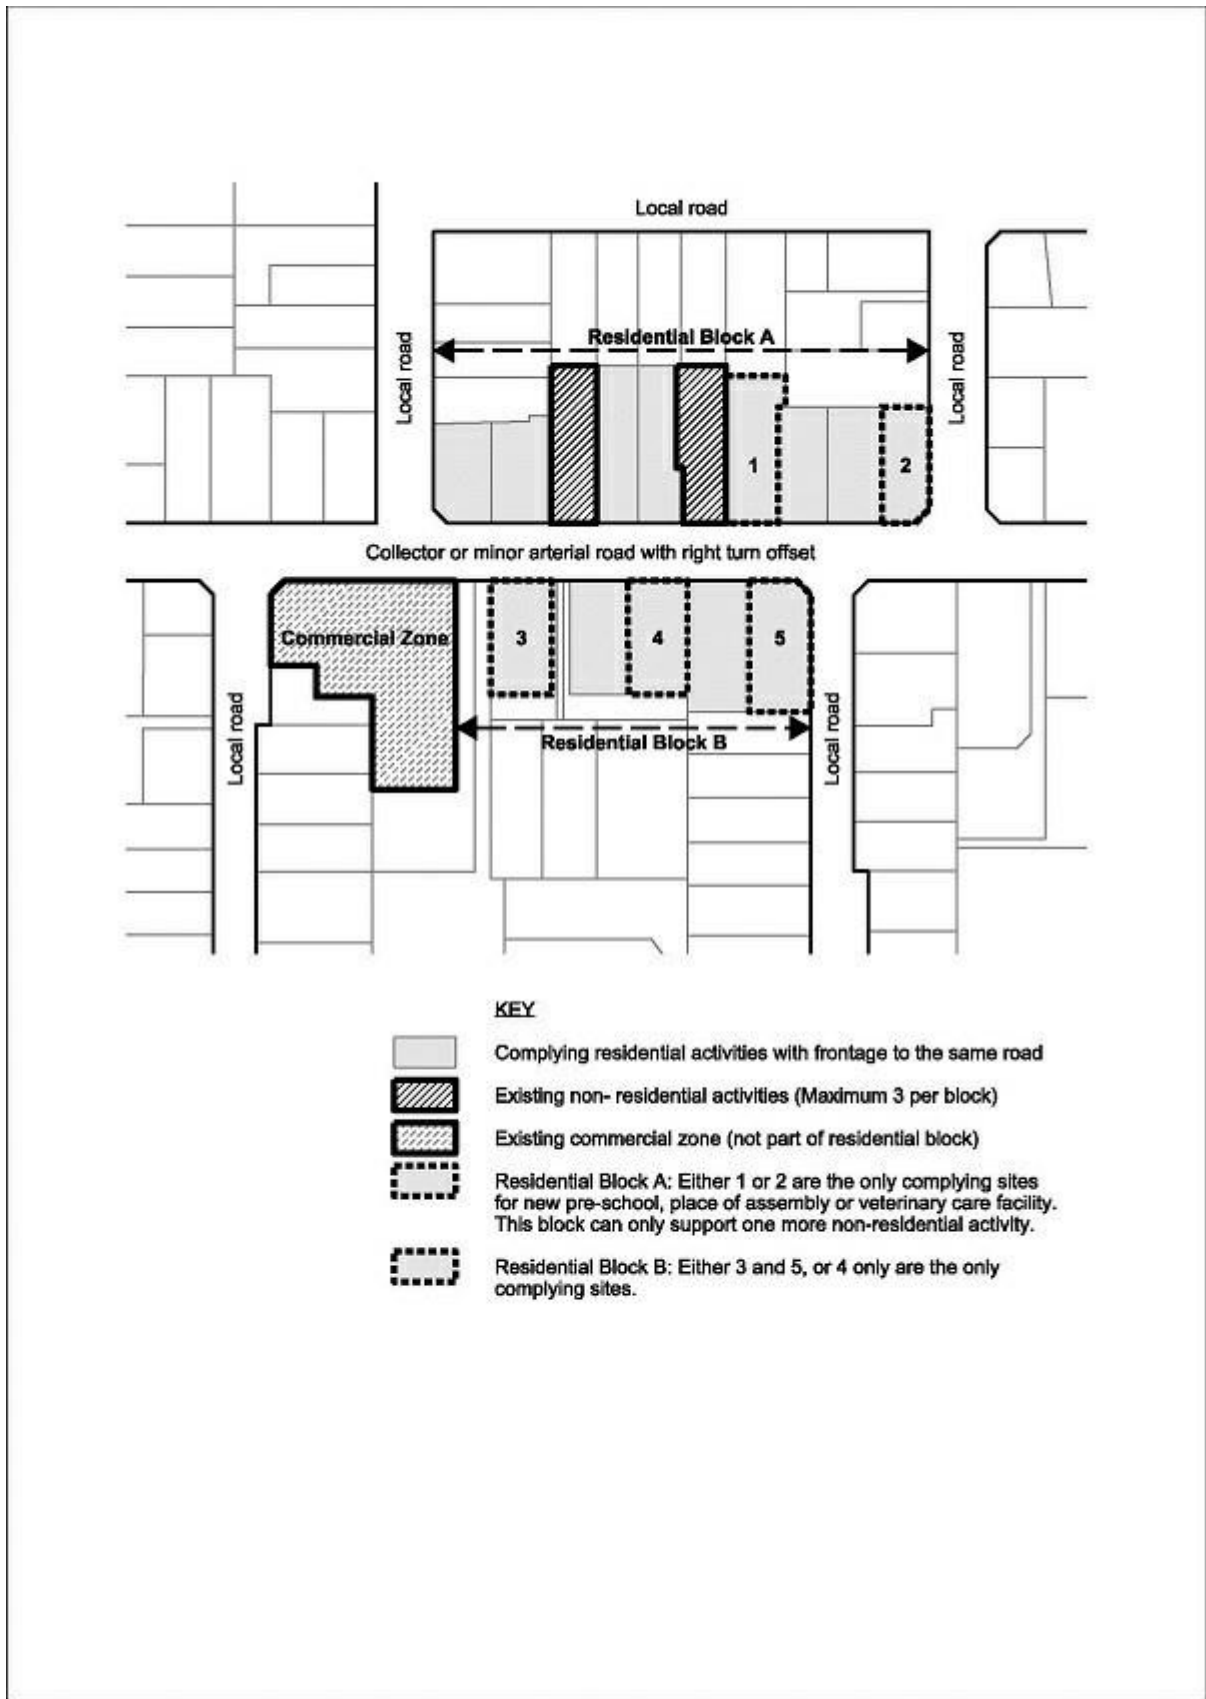 Local road
Residential Block A
Local road
Local road
1
2
Collector or minor arterial road with right turn offset
Commercial Zone
3
4
5
Local road
Local road
Residential Block B
KEY
Complying residential activities with frontage to the same road
Existing non- residential activities (Maximum 3 per block)
Existing commercial zone (not part of residential block)
Residential Block A: Either 1 or 2 are the only complying sites
for new pre-school, place of assembly or veterinary care facility.
This block can only support one more non-residential activity.
Residential Block B: Either 3 and 5, or 4 only are the only
complying sites.